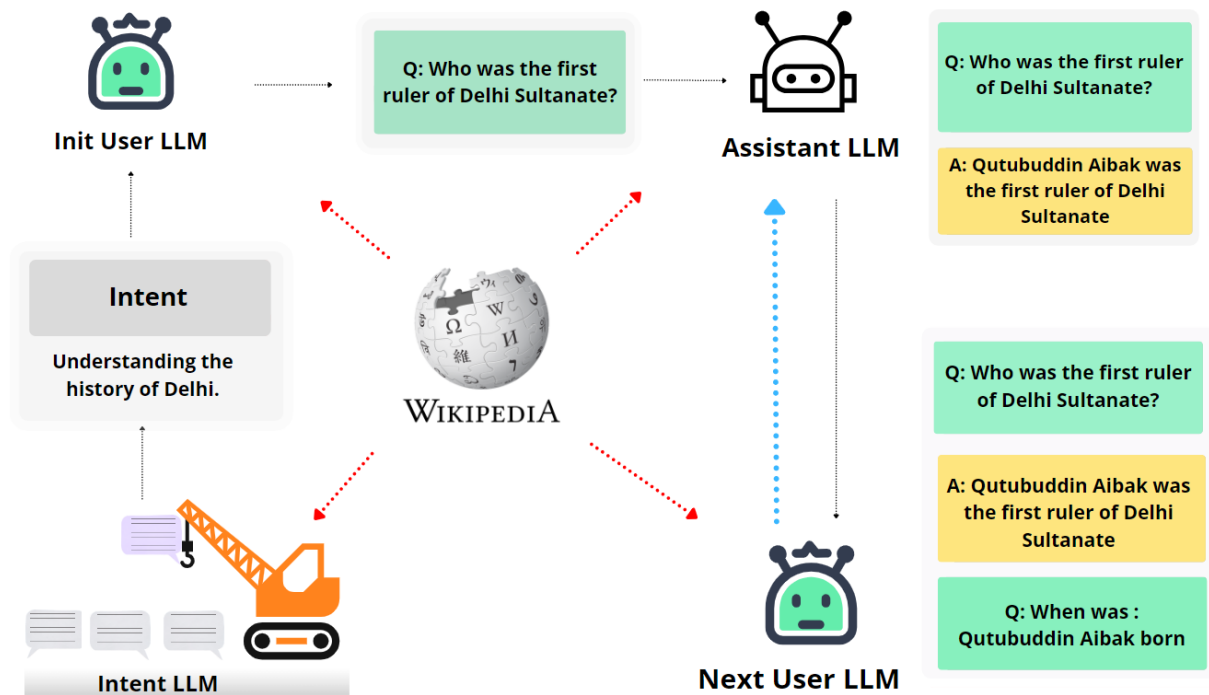 Init User LLM
Q: Who was the first
ruler of Delhi Sultanate?
Assistant LLM
Q: Who was the first ruler
of Delhi Sultanate?
A: Qutubuddin Aibak was
the first ruler of Delhi
Sultanate
Intent
Understanding the
history of Delhi.
Ω
W
И
維
7
WIKIPEDIA
Intent LLM
Next User LLM
Q: Who was the first ruler
of Delhi Sultanate?
A: Qutubuddin Aibak was
the first ruler of Delhi
Sultanate
Q: When was :
Qutubuddin Aibak born